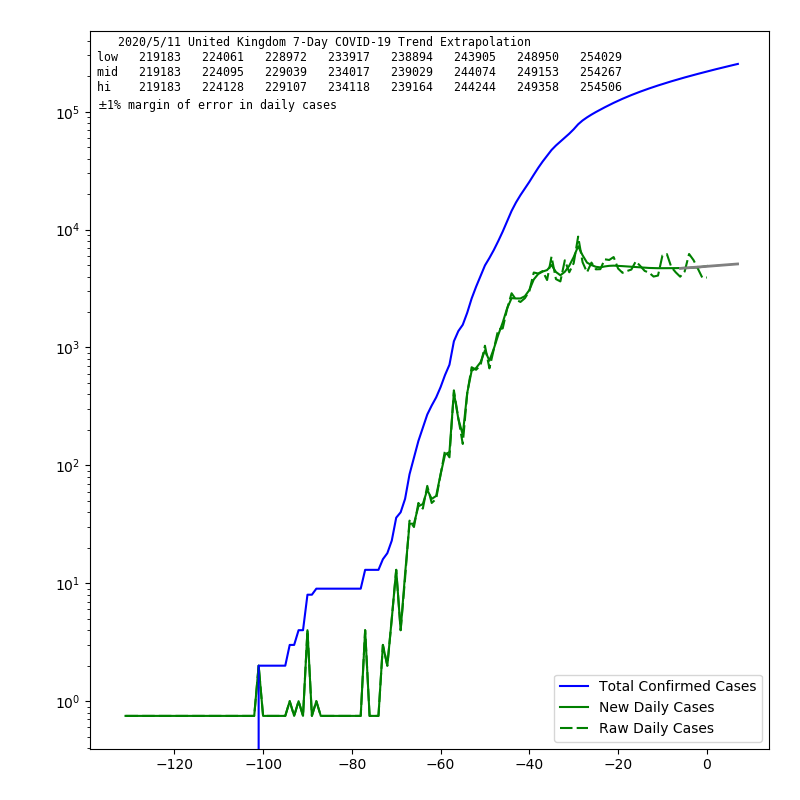 2020/5/11 United Kingdom 7-Day COVID-19 Trend Extrapolation
low 219183 224061 228972 233917 238894 243905 248950 254029
mid 219183 224095 229039 234017 239029 244074 249153 254267
hi 219183 224128 229107 234118 239164 244244 249358 254506
±1% margin of error in daily cases
10⁵
10⁴
10³
10²
10¹
10⁰
Total Confirmed Cases
New Daily Cases
Raw Daily Cases
−120 −100 −80 −60 −40 −20 0